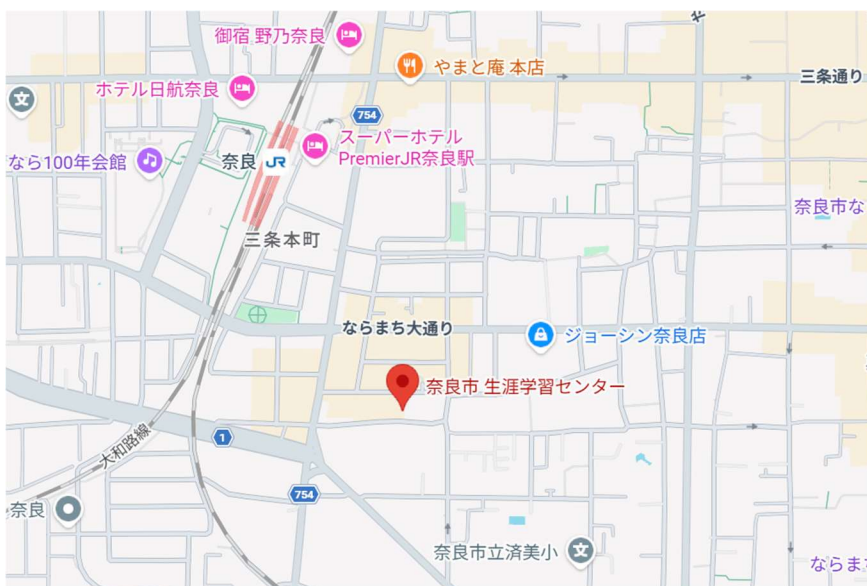 御宿 野乃奈良
やまと庵 本店
三条通り
ホテル日航奈良
文
754
スーパーホテル
PremierJR奈良駅
なら100年会館
奈良
JR
奈良市な
三条本町
ならまち大通り
ジョーシン奈良店
奈良市 生涯学習センター
1
大和路線
754
奈良
奈良市立済美小
文
ならま